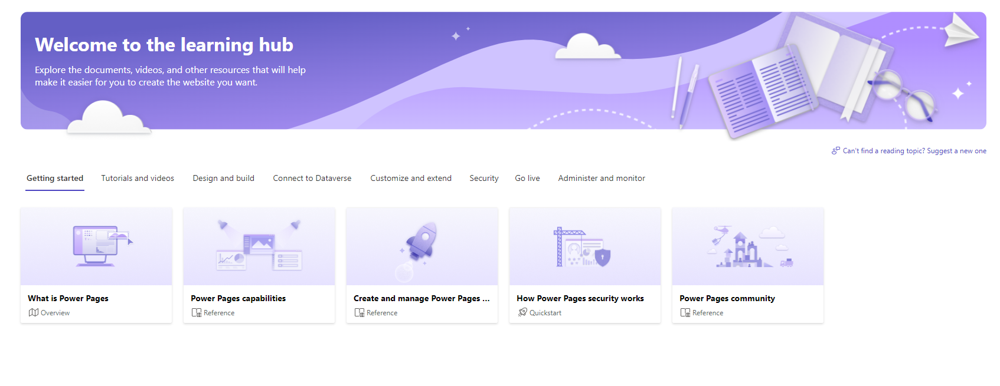 Welcome to the learning hub
Explore the documents, videos, and other resources that will help
make it easier for you to create the website you want.
Can't find a reading topic? Suggest a new one
Getting started
Tutorials and videos
Design and build
Connect to Dataverse
Customize and extend
Security
Go live
Administer and monitor
What is Power Pages
Overview
Power Pages capabilities
Reference
Create and manage Power Pages ...
Reference
How Power Pages security works
Quickstart
Power Pages community
Reference